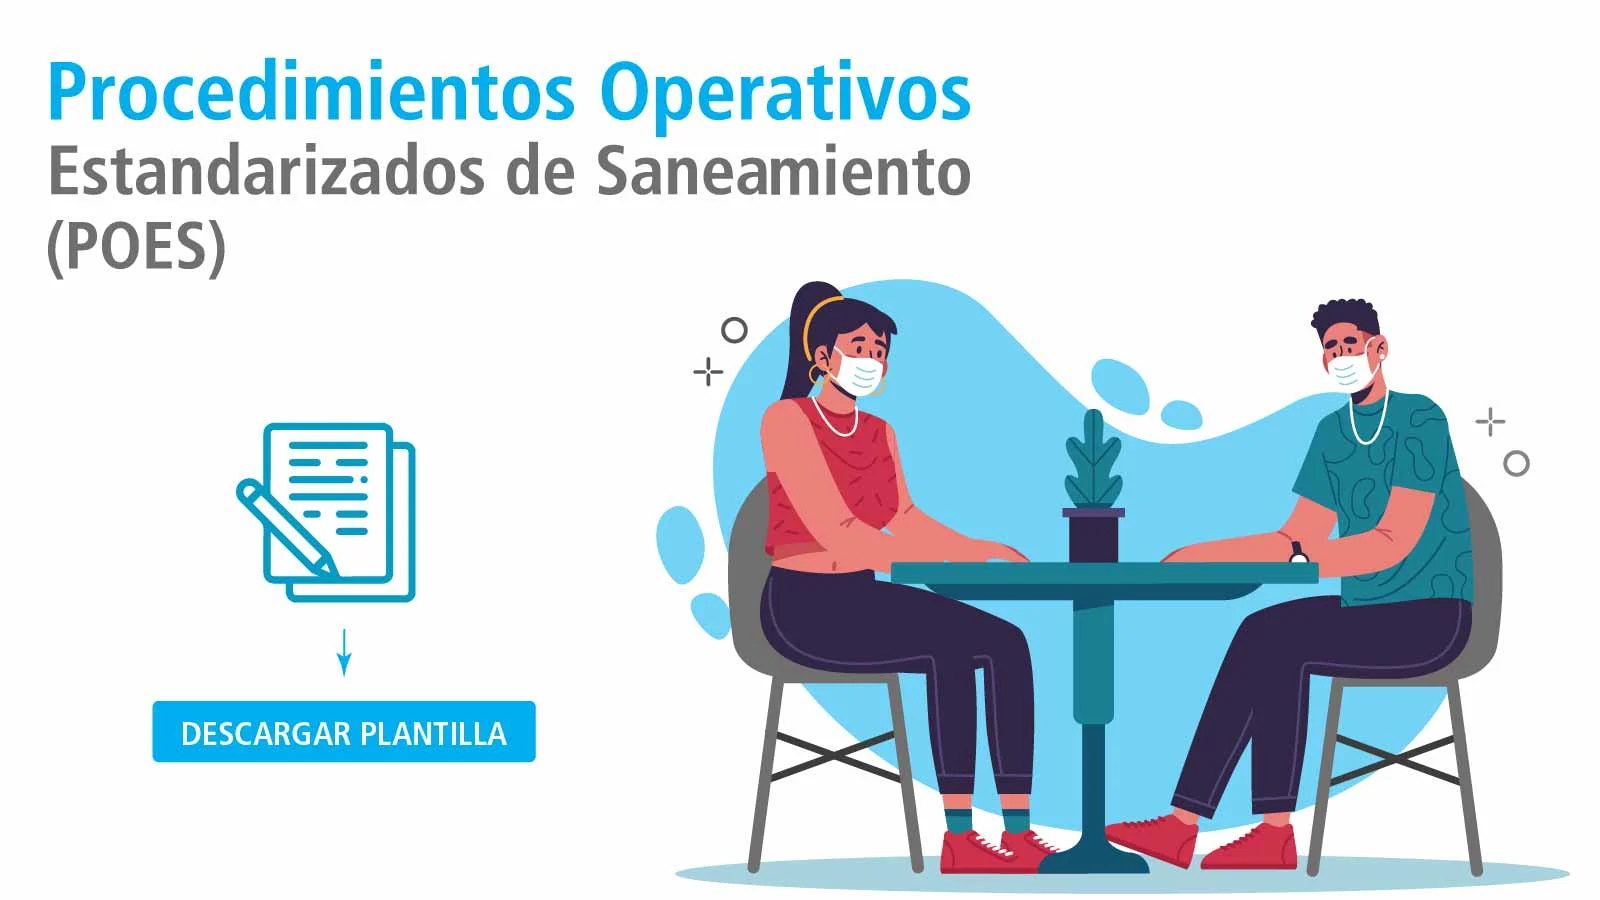 Procedimientos Operativos
Estandarizados de Saneamiento
(POES)
DESCARGAR PLANTILLA